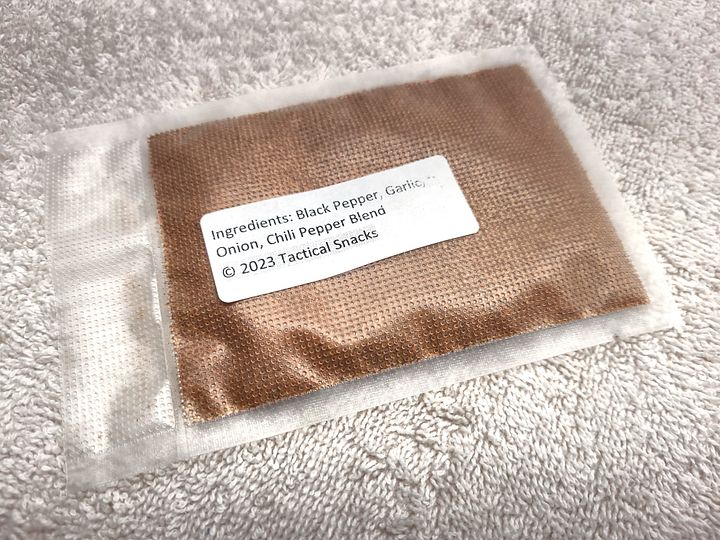 Ingredients: Black Pepper, Garlic,
Onion, Chili Pepper Blend
© 2023 Tactical Snacks